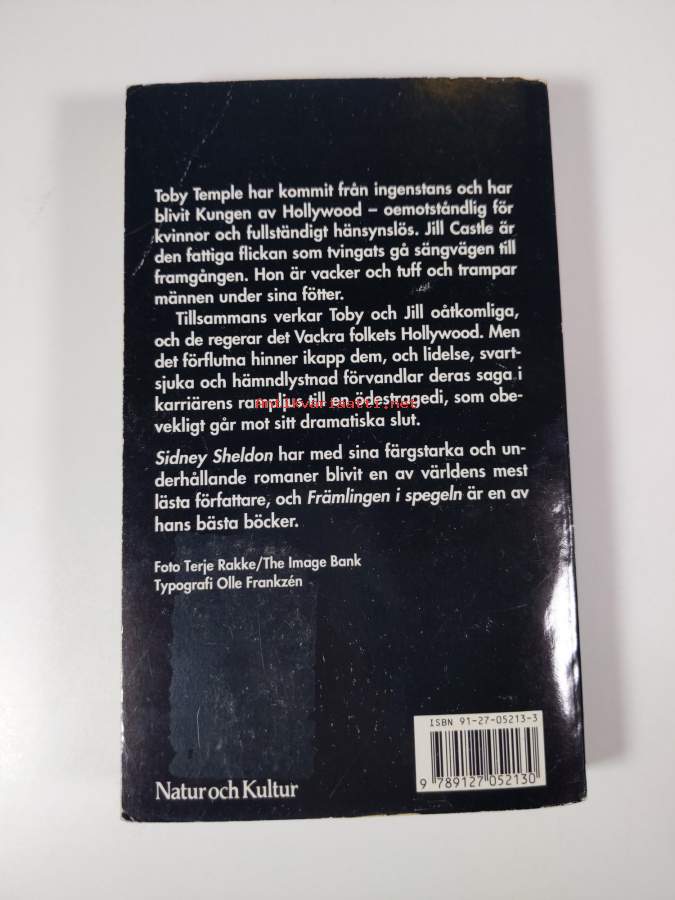 Toby Temple har kommit från ingenstans och har
blivit Kungen av Hollywood – oemotståndlig för
kvinnor och fullständigt hänsynslös. Jill Castle är
den fattiga flickan som tvingats gå sängvägen till
framgången. Hon är vacker och tuff och trampar
männen under sina fötter.
Tillsammans verkar Toby och Jill oåtkomliga,
och de regerar det Vackra folkets Hollywood. Men
det förflutna hinner ikapp dem, och lidelse, svart-
sjuka och hämndlystnad förvandlar deras saga i
karriärens rampljus till en ödestragedi, som obe-
vekligt går mot sitt dramatiska slut.
Antikvariaatti.net
Sidney Sheldon har med sina färgstarka och un-
derhållande romaner blivit en av världens mest
lästa författare, och Främlingen i spegeln är en av
hans bästa böcker.
Foto Terje Rakke/The Image Bank
Typografi Olle Frankzén
ISBN 91-27-05213-3
9 789127 052130
Natur och Kultur